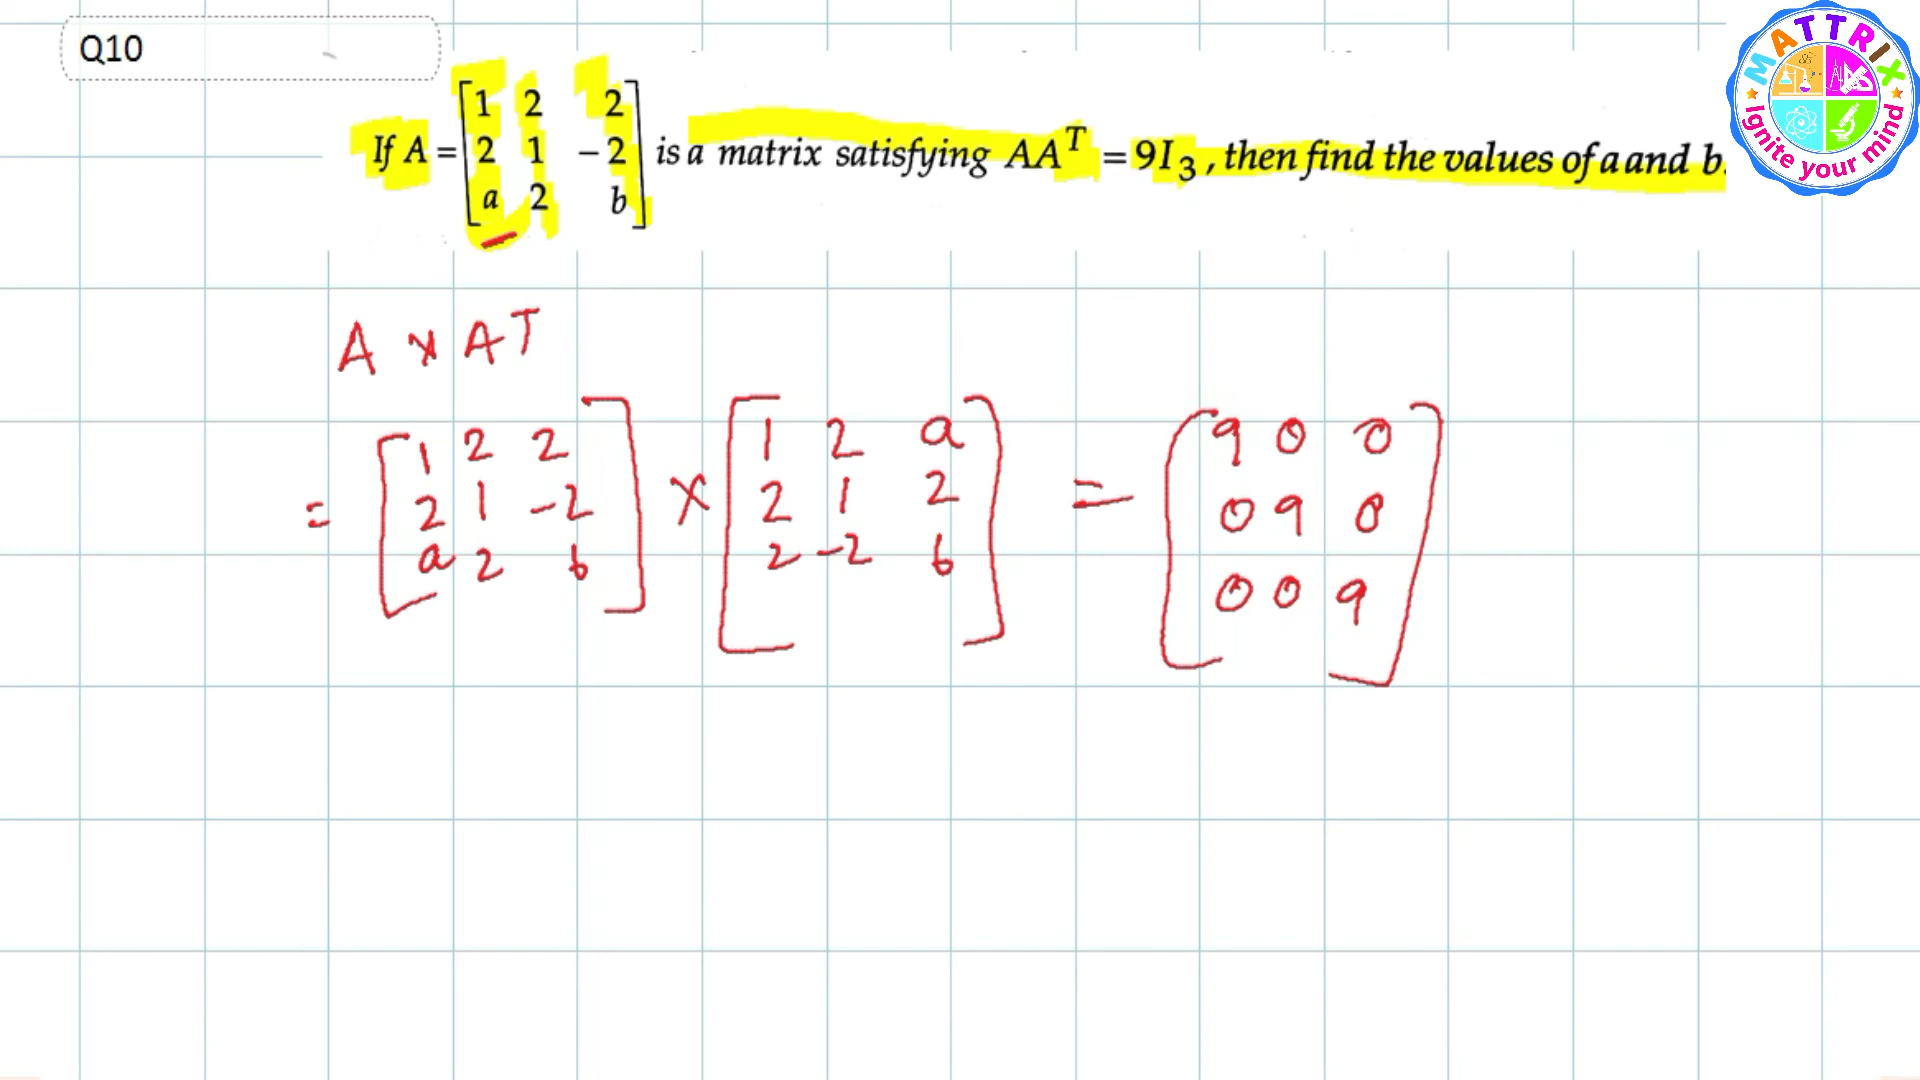 Q10
If A = [1 2 2
2 1 -2
a 2 b] is a matrix satisfying AA^T = 9I_3, then find the values of a and b.
MATTRIX
Ignite your mind
A × A^T
= [1 2 2
2 1 -2
a 2 b] × [1 2 a
2 1 2
2 -2 b] = [9 0 0
0 9 0
0 0 9]